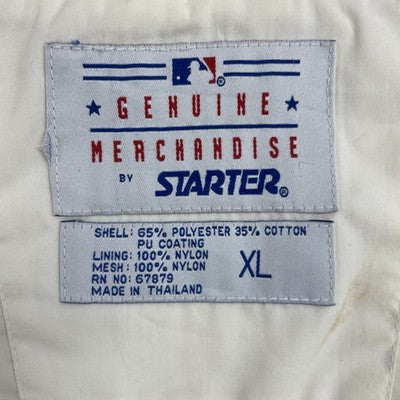 ★ GENUINE ★
MERCHANDISE
BY STARTER®
SHELL: 65% POLYESTER 35% COTTON
PU COATING
LINING: 100% NYLON
MESH: 100% NYLON
RN NO: 67879
MADE IN THAILAND
XL